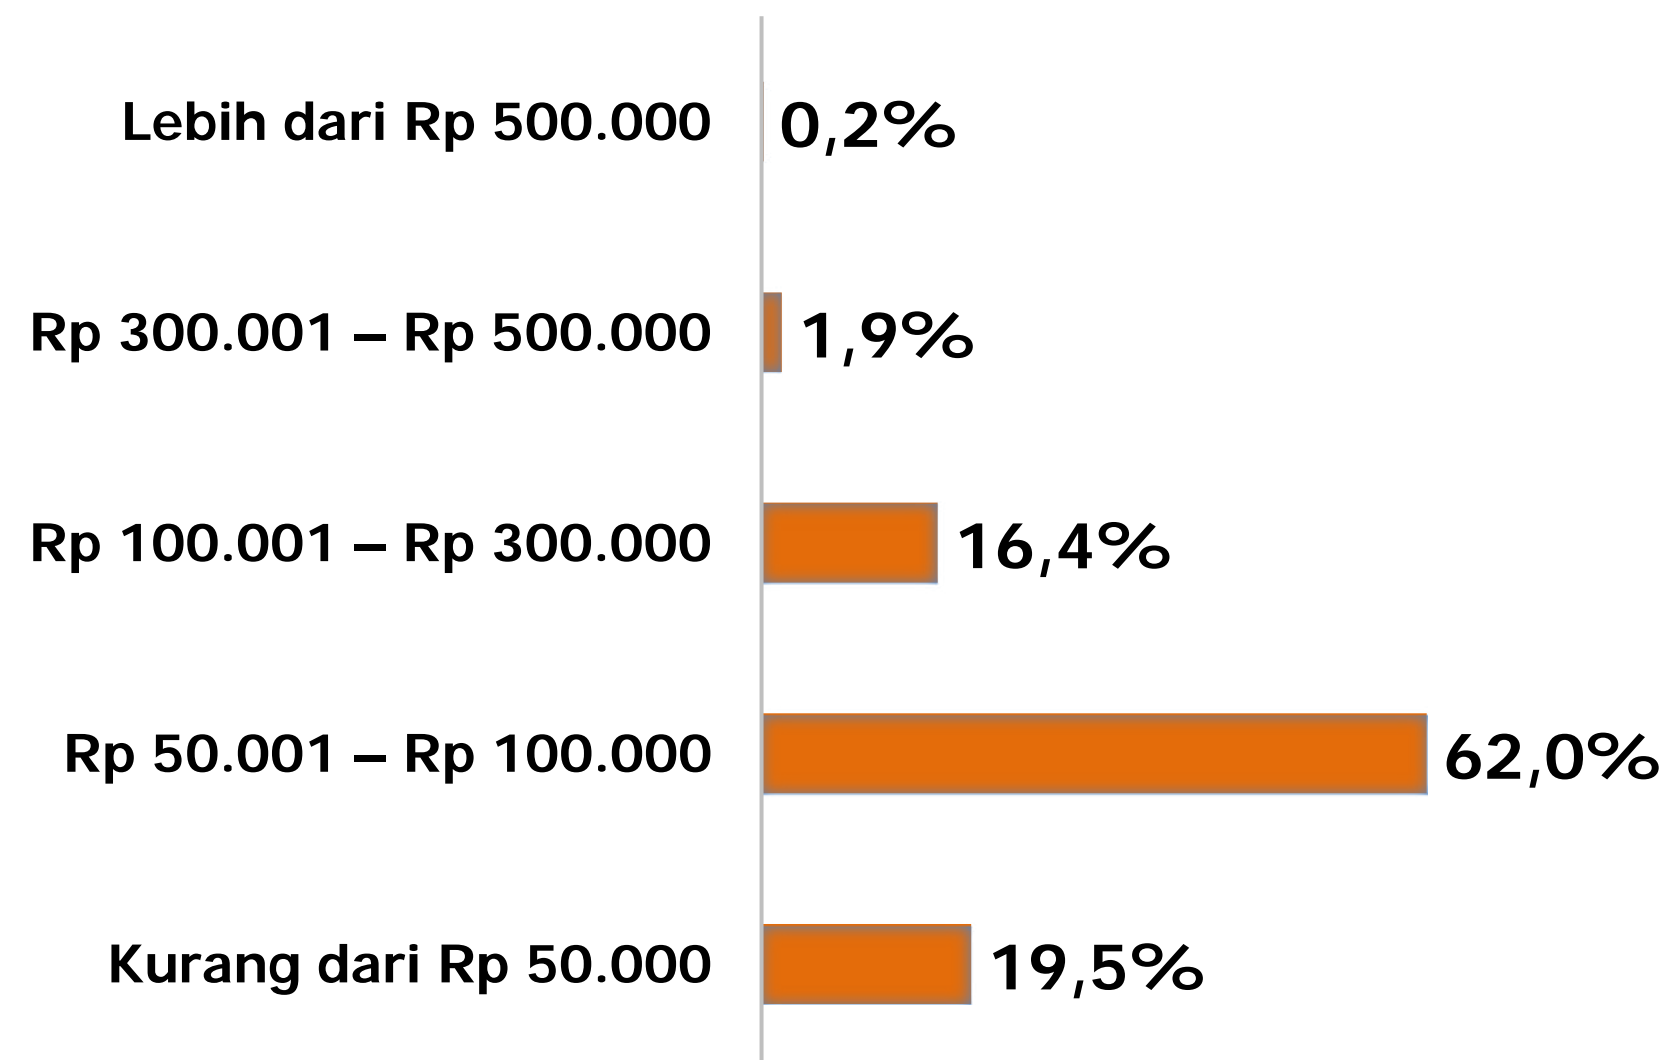 Lebih dari Rp 500.000 0,2%
Rp 300.001 – Rp 500.000 1,9%
Rp 100.001 – Rp 300.000 16,4%
Rp 50.001 – Rp 100.000 62,0%
Kurang dari Rp 50.000 19,5%